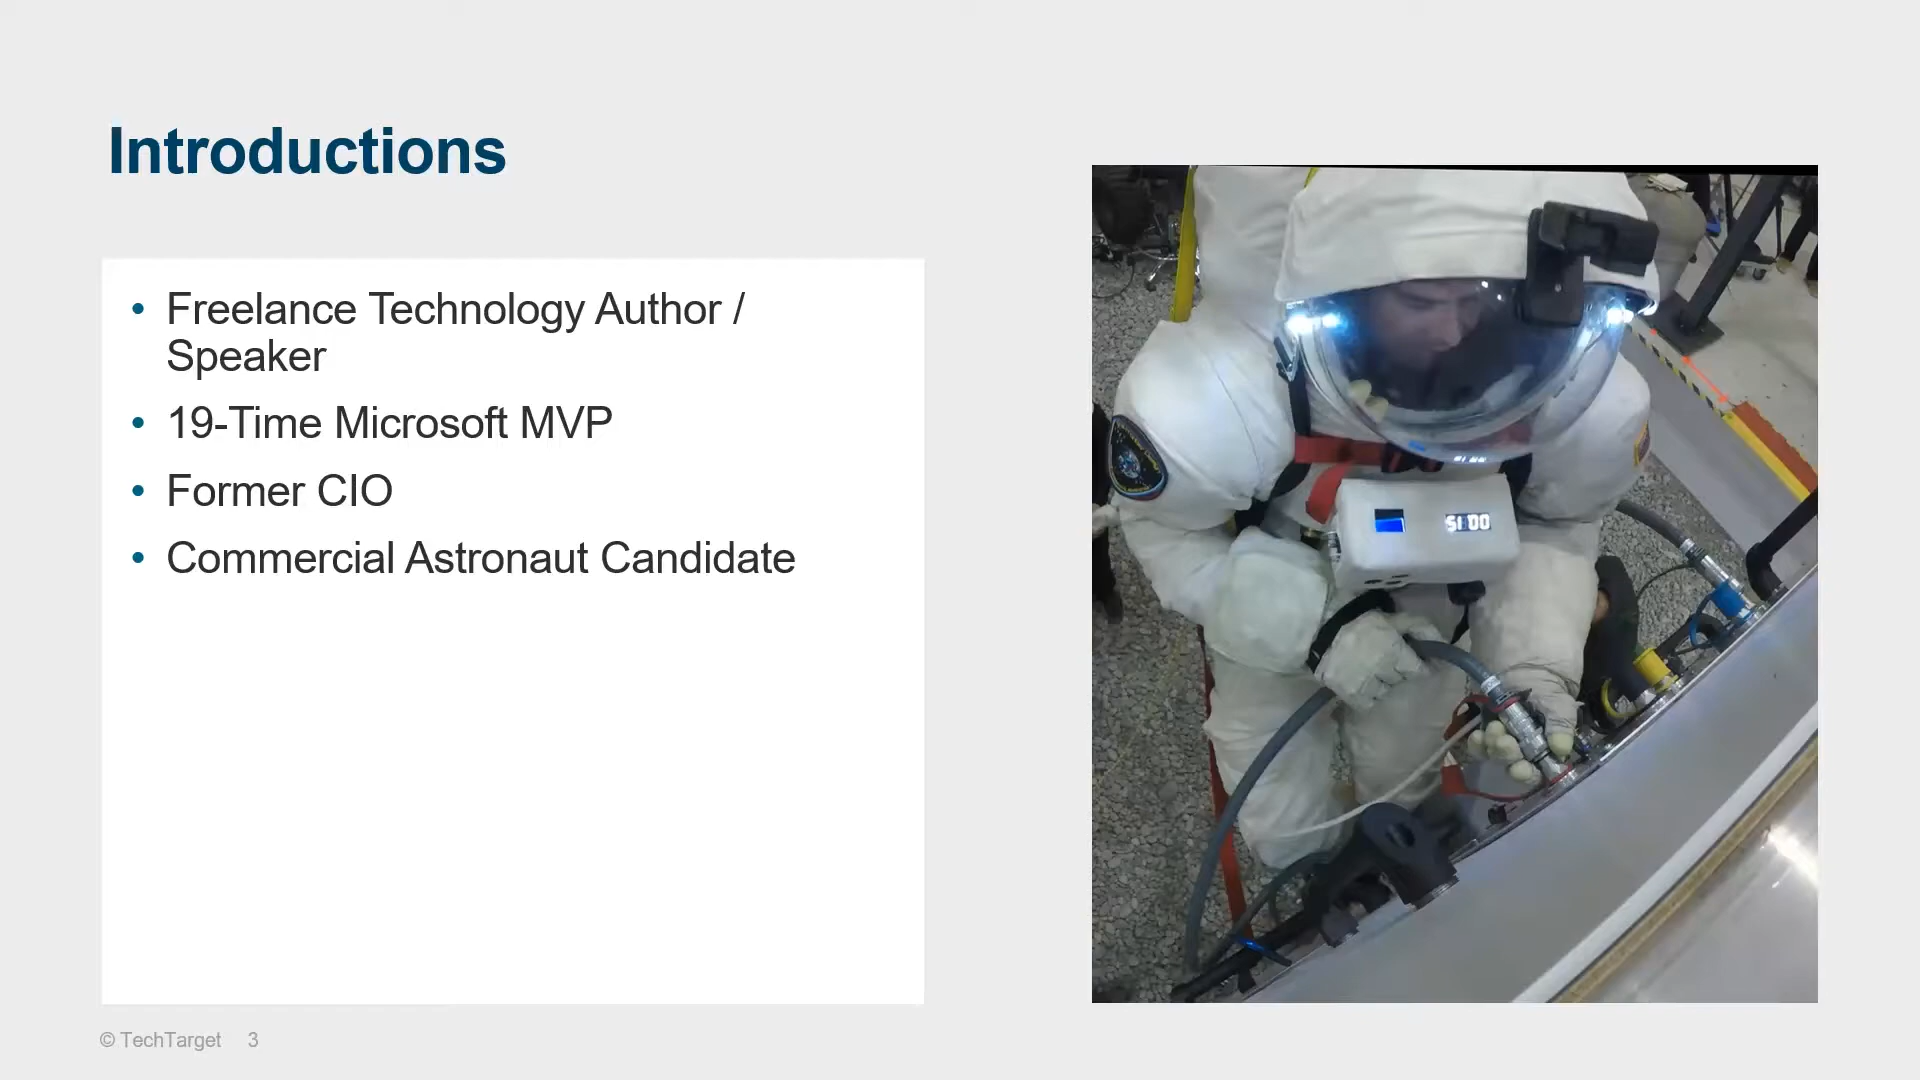 Introductions
• Freelance Technology Author /
Speaker
• 19-Time Microsoft MVP
• Former CIO
• Commercial Astronaut Candidate
© TechTarget 3